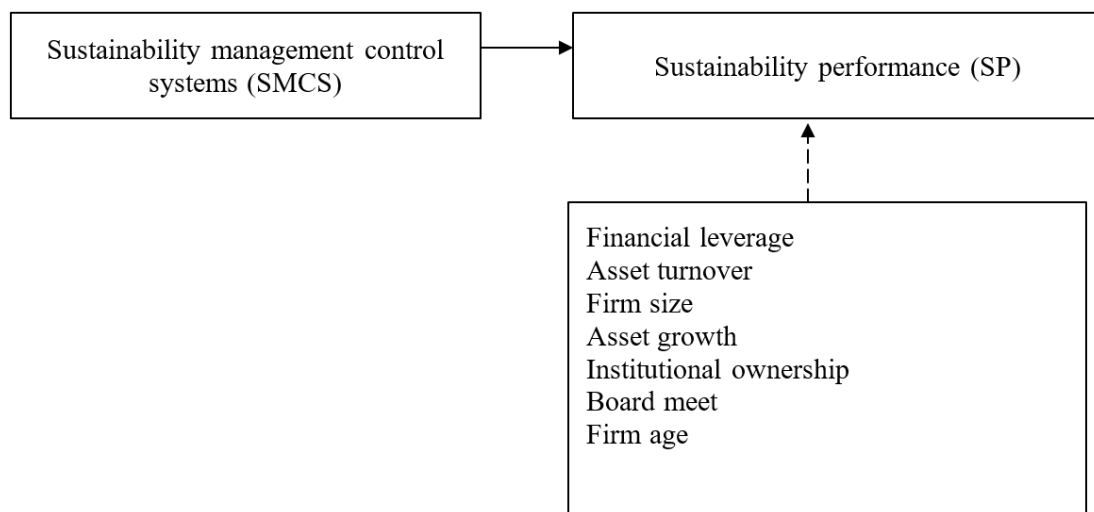 Sustainability management control
systems (SMCS)
Sustainability performance (SP)
Financial leverage
Asset turnover
Firm size
Asset growth
Institutional ownership
Board meet
Firm age